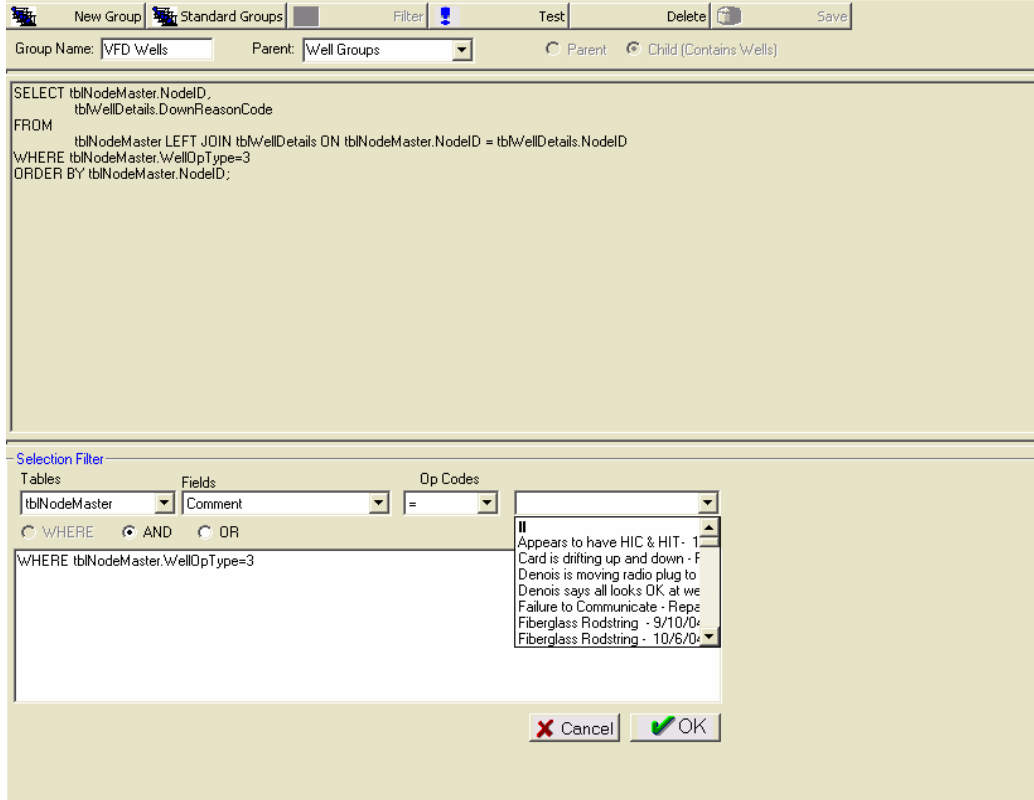 New Group Standard Groups Filter Test Delete Save
Group Name: VFD Wells Parent: Well Groups Parent Child (Contains Wells)
SELECT tblNodeMaster.NodeID,
tblWellDetails.DownReasonCode
FROM
tblNodeMaster LEFT JOIN tblWellDetails ON tblNodeMaster.NodeID = tblWellDetails.NodeID
WHERE tblNodeMaster.WellOpType=3
ORDER BY tblNodeMaster.NodeID;
Selection Filter
Tables Fields Op Codes
tblNodeMaster Comment =
WHERE AND OR
WHERE tblNodeMaster.WellOpType=3
Appears to have HIC & HIT- 1
Card is drifting up and down - F
Denois is moving radio plug to
Denois says all looks OK at we
Failure to Communicate - Repa
Fiberglass Rodstring - 9/10/04
Fiberglass Rodstring - 10/6/04
Cancel OK